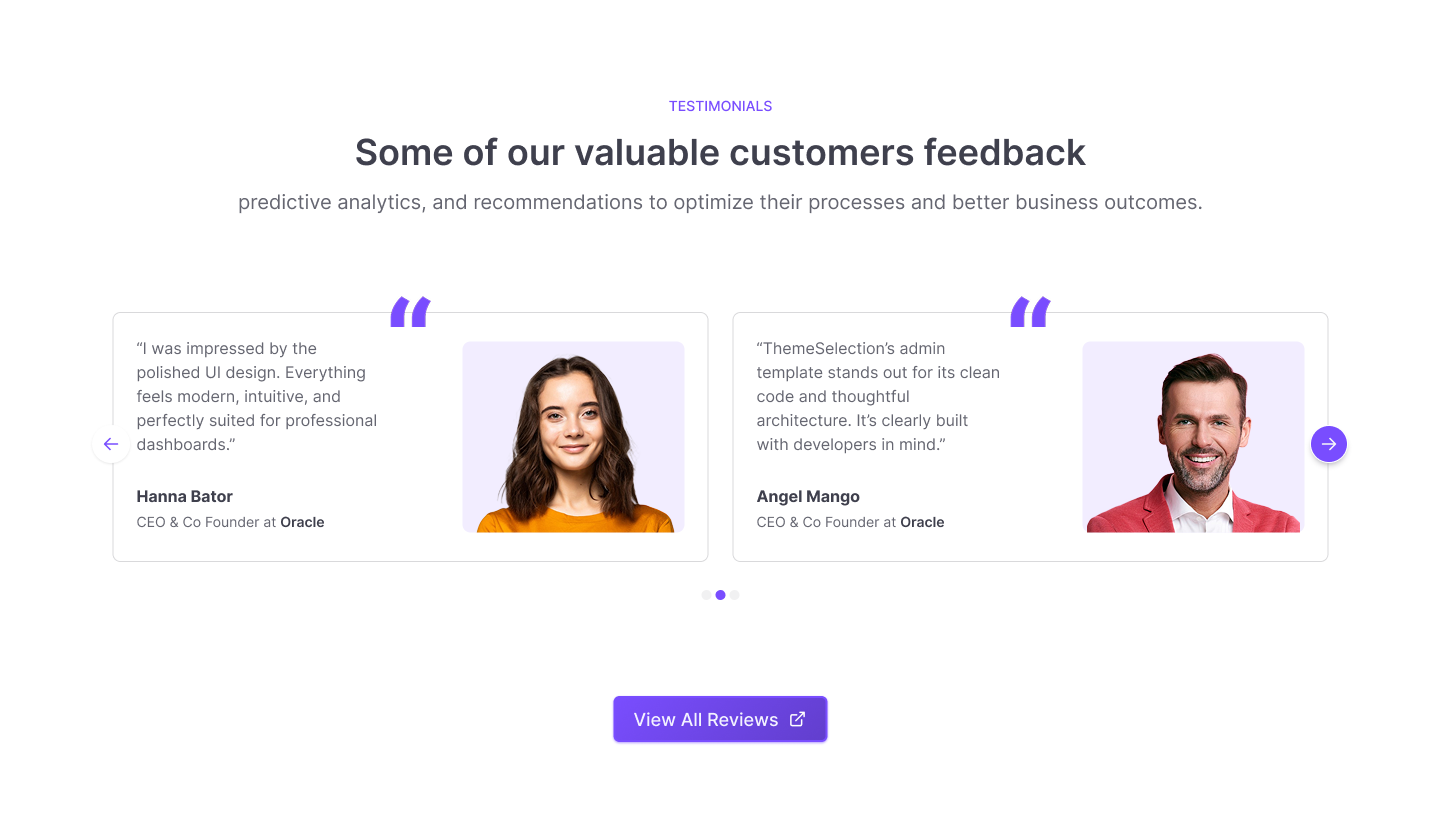 TESTIMONIALS
Some of our valuable customers feedback
predictive analytics, and recommendations to optimize their processes and better business outcomes.
“I was impressed by the
polished UI design. Everything
feels modern, intuitive, and
perfectly suited for professional
dashboards.”
Hanna Bator
CEO & Co Founder at Oracle
“ThemeSelection’s admin
template stands out for its clean
code and thoughtful
architecture. It’s clearly built
with developers in mind.”
Angel Mango
CEO & Co Founder at Oracle
View All Reviews